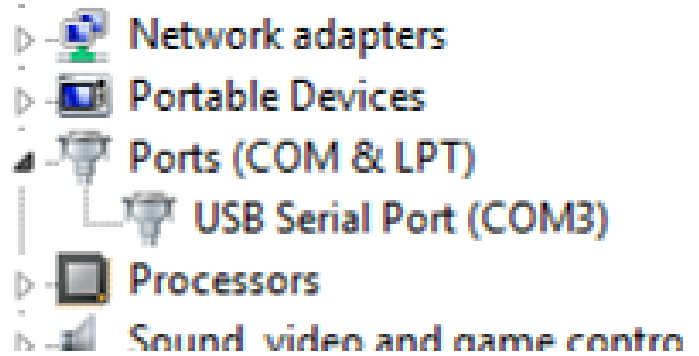 Network adapters
Portable Devices
Ports (COM & LPT)
USB Serial Port (COM3)
Processors
Sound, video and game contro